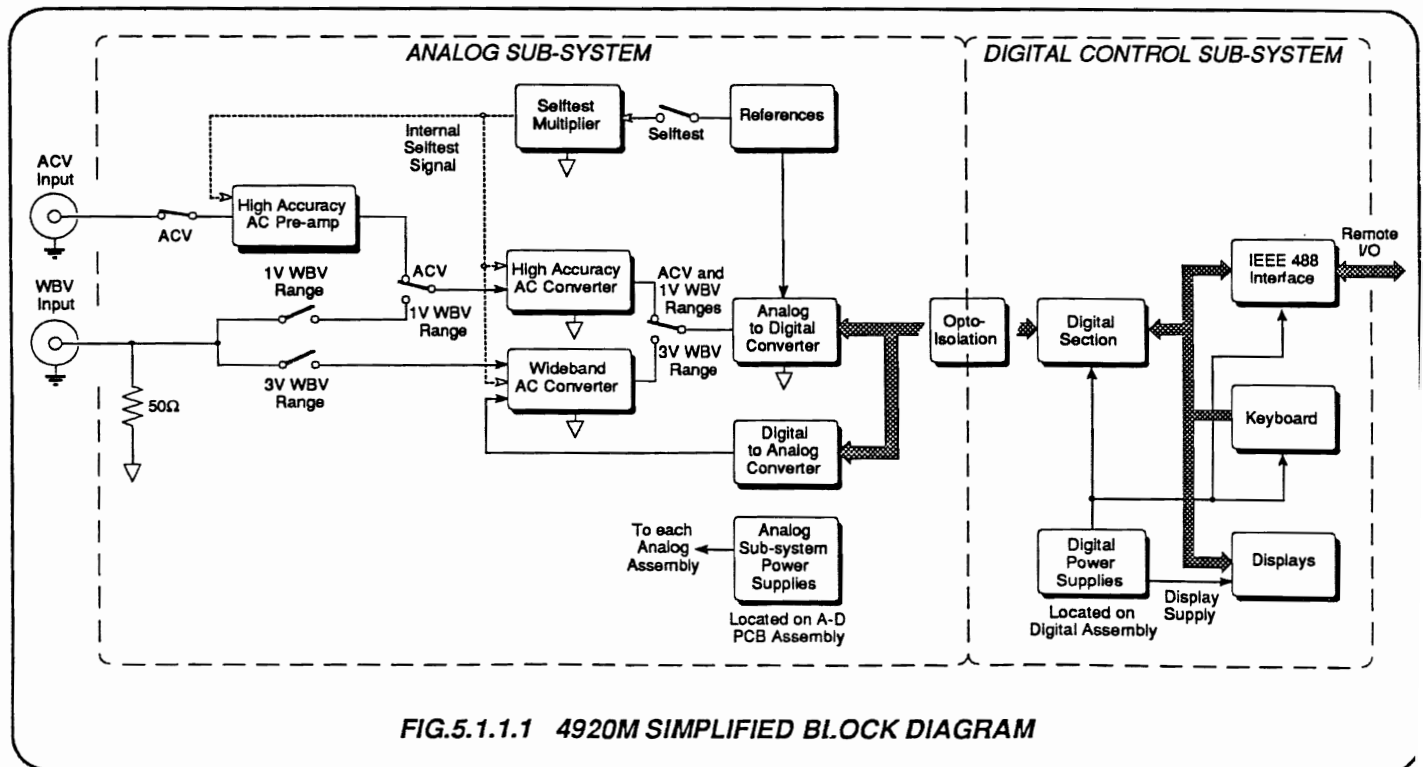 ANALOG SUB-SYSTEM
DIGITAL CONTROL SUB-SYSTEM
Selftest
Multiplier
Selftest
References
Internal
Selftest
Signal
ACV
Input
ACV
High Accuracy
AC Pre-amp
WBV
Input
1V WBV
Range
ACV
1V WBV
Range
3V WBV
Range
50Ω
High Accuracy
AC Converter
Wideband
AC Converter
ACV and
1V WBV
Ranges
3V WBV
Range
Analog
to Digital
Converter
Digital
to Analog
Converter
To each
Analog
Assembly
Analog
Sub-system
Power
Supplies
Located on A-D
PCB Assembly
Opto-
Isolation
Digital
Section
IEEE 488
Interface
Remote
I/O
Keyboard
Displays
Digital
Power
Supplies
Display
Supply
Located on
Digital Assembly
FIG.5.1.1.1 4920M SIMPLIFIED BLOCK DIAGRAM